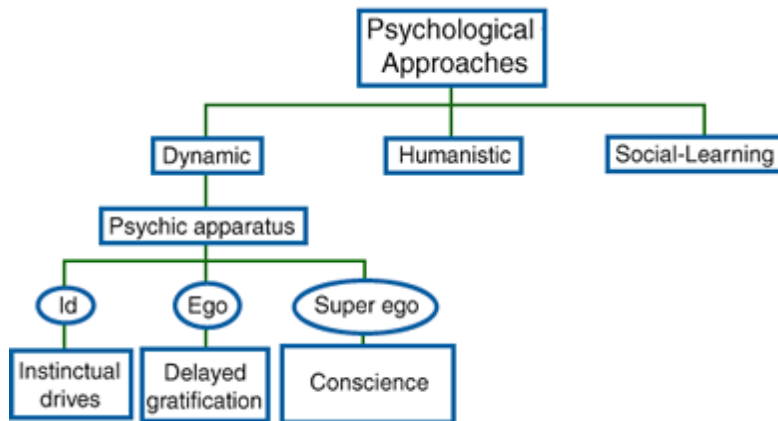 Psychological
Approaches
Dynamic
Humanistic
Social-Learning
Psychic apparatus
Id
Ego
Super ego
Instinctual
drives
Delayed
gratification
Conscience